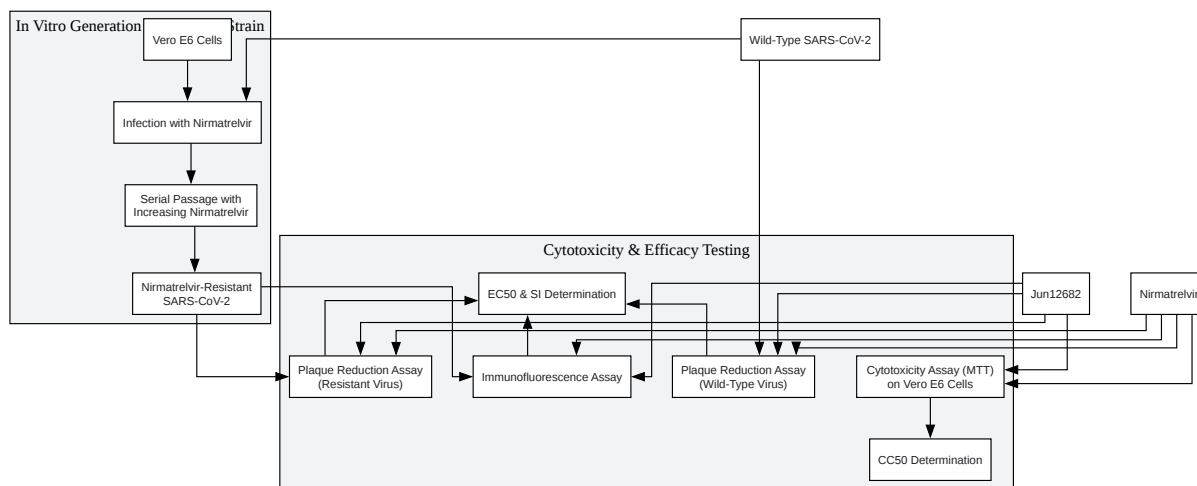 In Vitro Generation
Strain
Vero E6 Cells
Wild-Type SARS-CoV-2
Infection with Nirmatrelvir
Serial Passage with
Increasing Nirmatrelvir
Cytotoxicity & Efficacy Testing
Nirmatrelvir-Resistant
SARS-CoV-2
EC50 & SI Determination
Jun12682
Nirmatrelvir
Plaque Reduction Assay
(Resistant Virus)
Immunofluorescence Assay
Plaque Reduction Assay
(Wild-Type Virus)
Cytotoxicity Assay (MTT)
on Vero E6 Cells
CC50 Determination